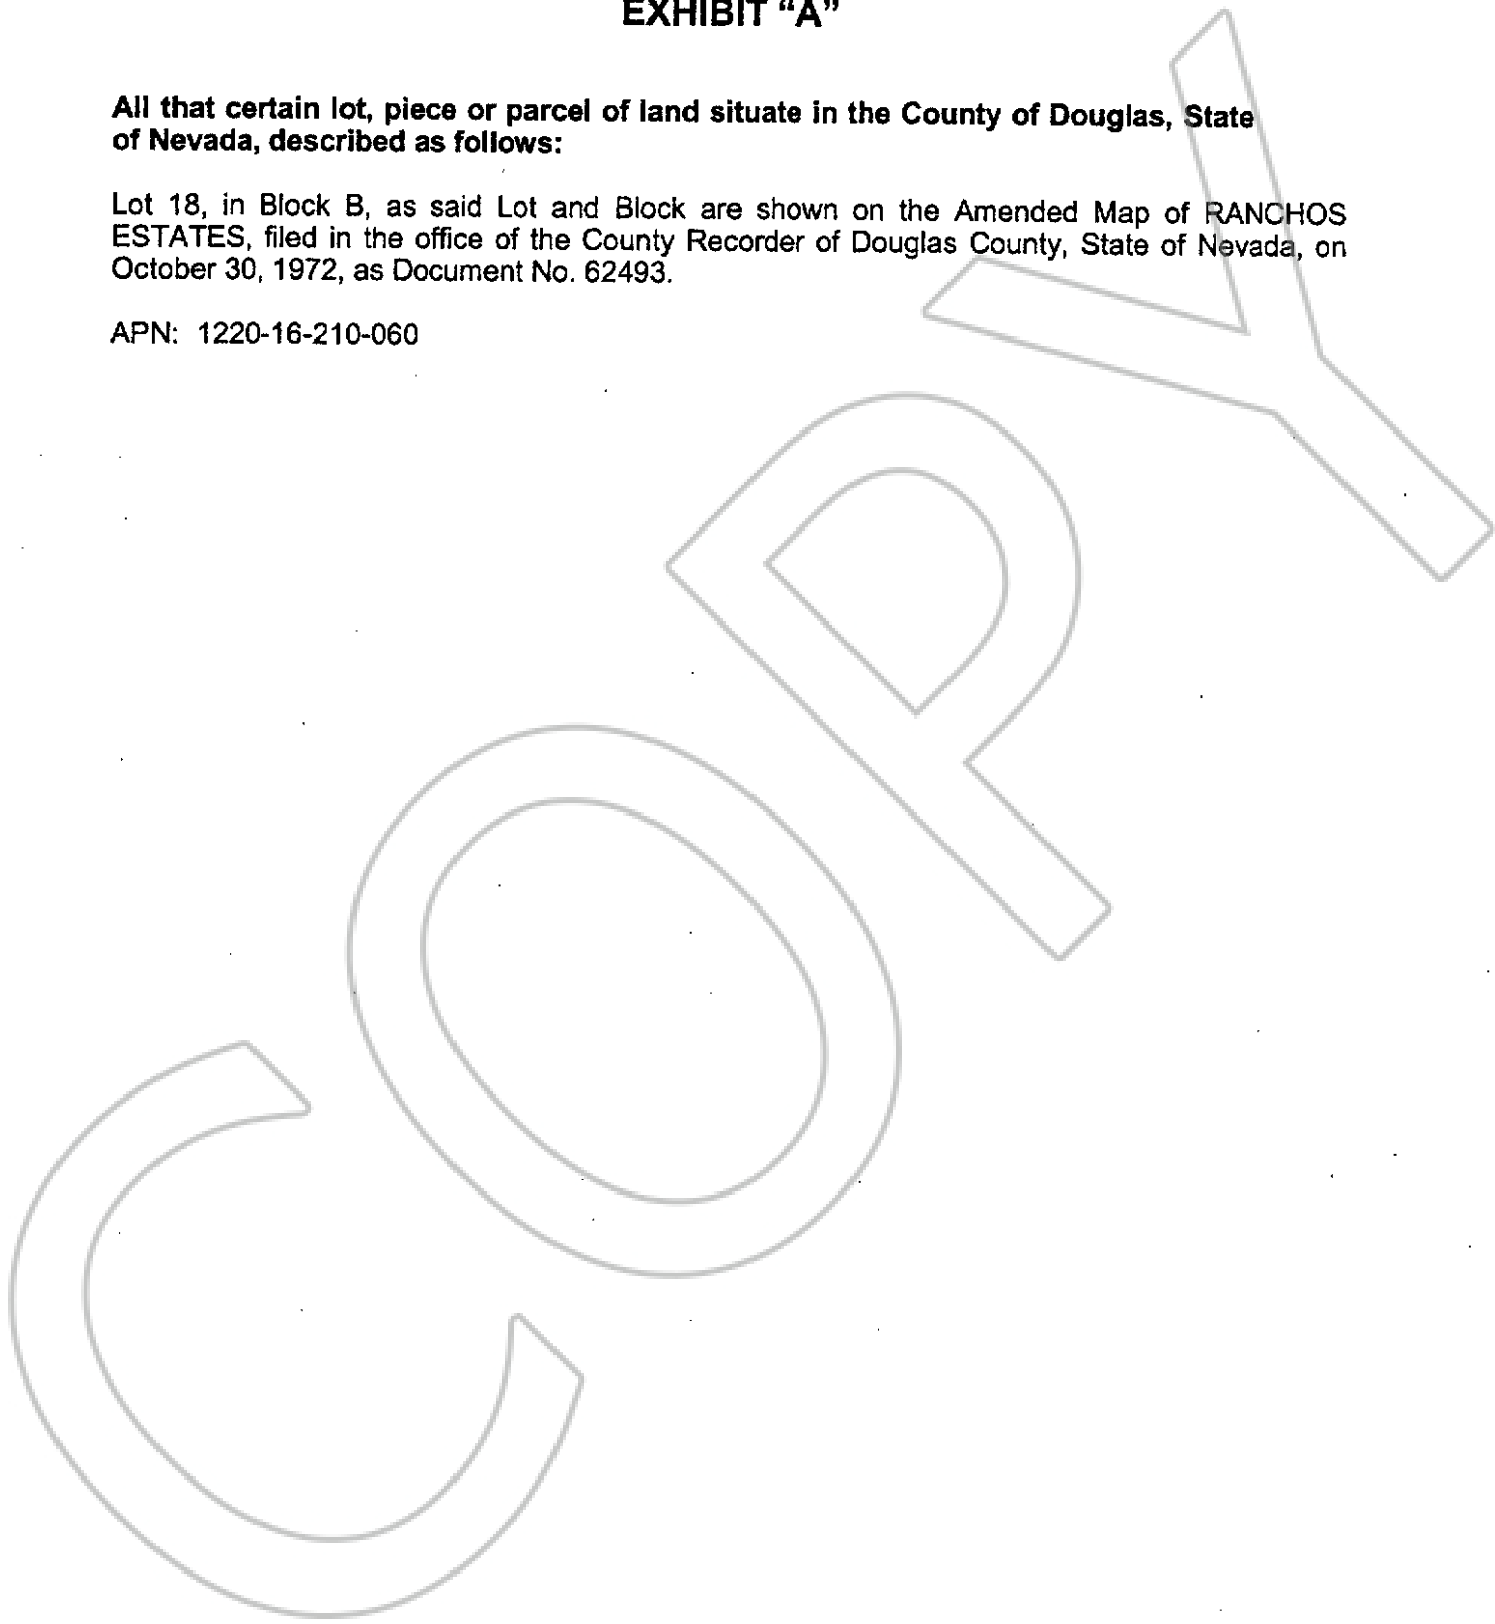 EXHIBIT “A”
All that certain lot, piece or parcel of land situate in the County of Douglas, State
of Nevada, described as follows:
Lot 18, in Block B, as said Lot and Block are shown on the Amended Map of RANCHOS
ESTATES, filed in the office of the County Recorder of Douglas County, State of Nevada, on
October 30, 1972, as Document No. 62493.
APN: 1220-16-210-060
COPY